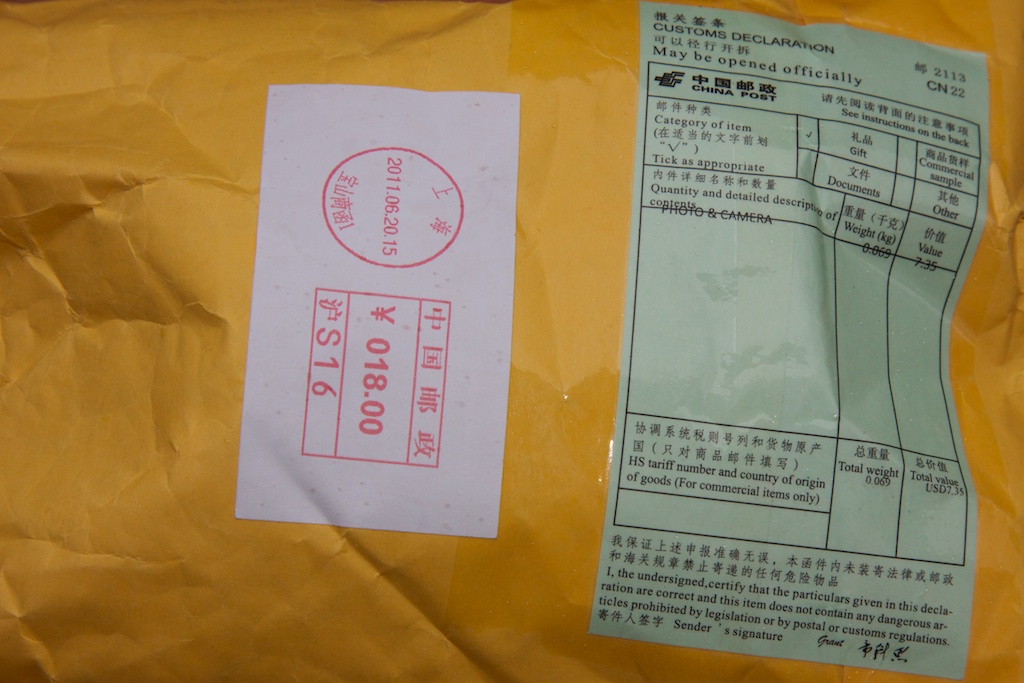 上海
2011.06.20.15
宝山商函1
中国邮政
¥ 018.00
沪S16
报关签条
CUSTOMS DECLARATION
可以径行开拆
May be opened officially
邮 2113
CN 22
中国邮政
CHINA POST
请先阅读背面的注意事项
See instructions on the back
邮件种类
Category of item
(在适当的文字前划
“√”)
Tick as appropriate
√
礼品
Gift
商品货样
Commercial
sample
文件
Documents
其他
Other
内件详细名称和数量
Quantity and detailed description of
contents
PHOTO & CAMERA
重量（千克）
Weight (kg)
0.069
价值
Value
7.35
协调系统税则号列和货物原产
国（只对商品邮件填写）
HS tariff number and country of origin
of goods (For commercial items only)
总重量
Total weight
0.069
总价值
Total value
USD7.35
我保证上述申报准确无误，本函件内未装寄法律或邮政
和海关规章禁止寄递的任何危险物品
I, the undersigned,certify that the particulars given in this decla-
ration are correct and this item does not contain any dangerous ar-
ticles prohibited by legislation or by postal or customs regulations.
寄件人签字 Sender's signature
Grant